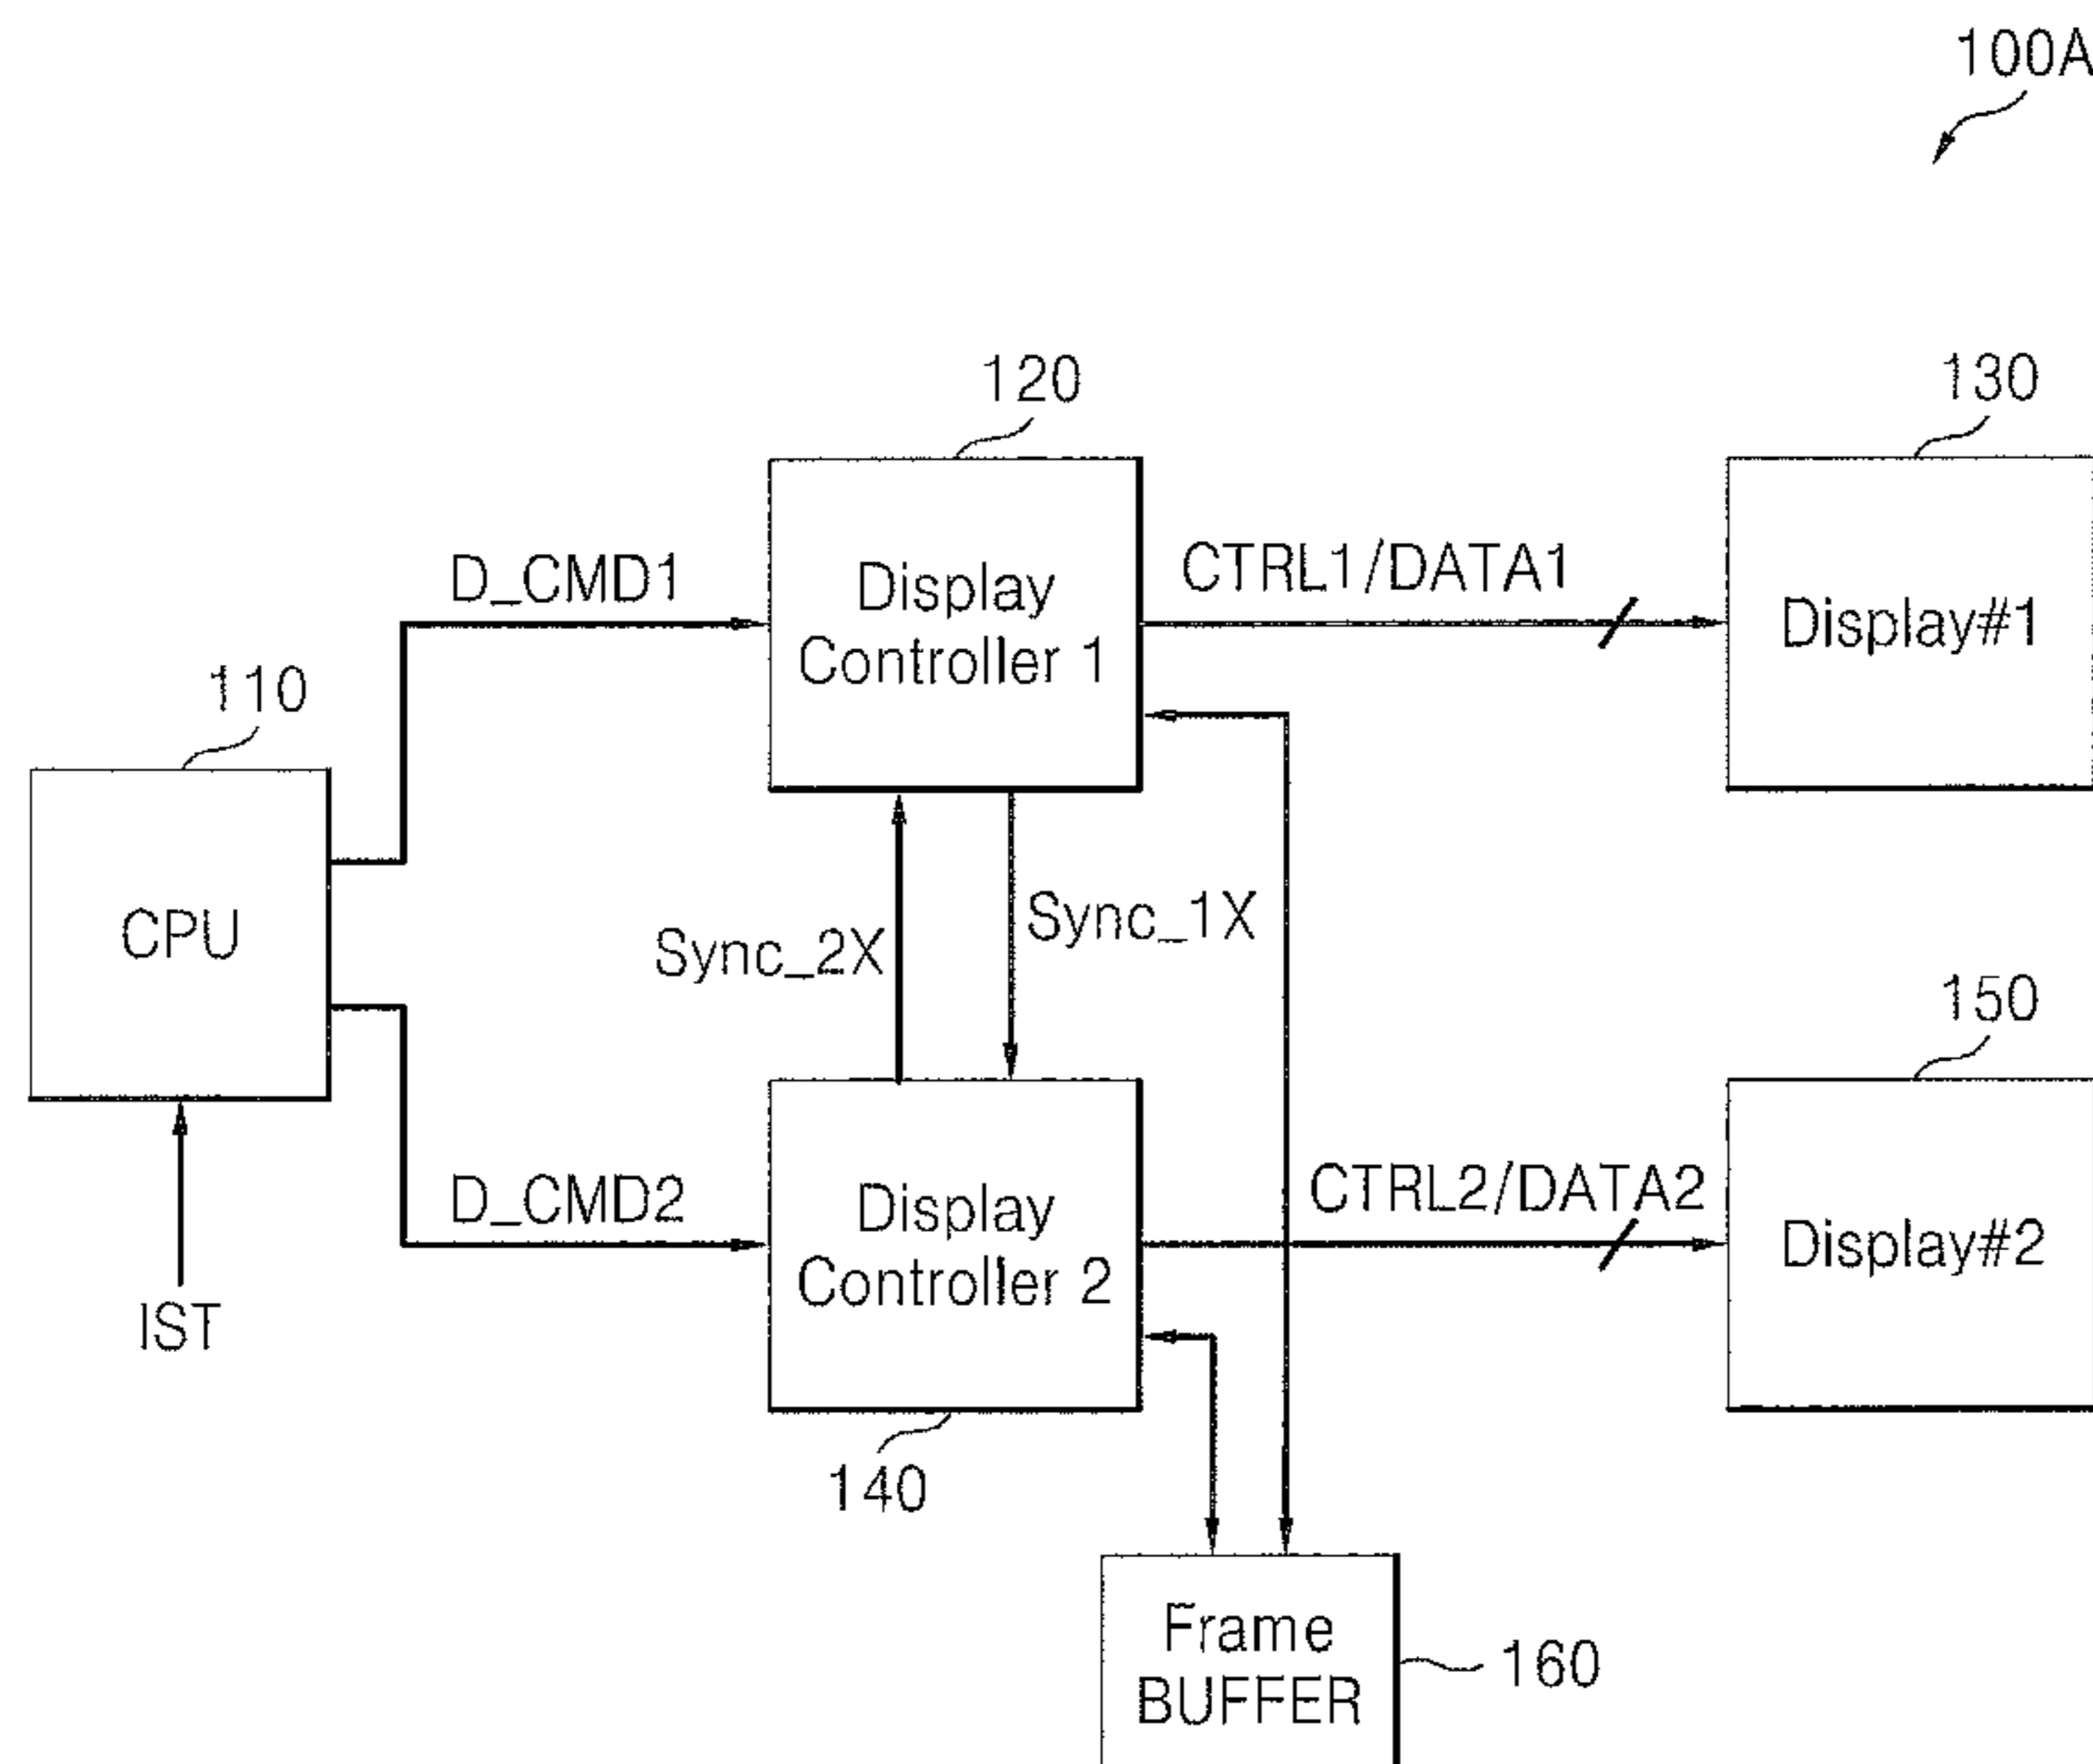 100A
120
130
D_CMD1
Display
Controller 1
CTRL1/DATA1
Display#1
110
CPU
Sync_2X
Sync_1X
150
IST
D_CMD2
Display
Controller 2
CTRL2/DATA2
Display#2
140
Frame
BUFFER
160